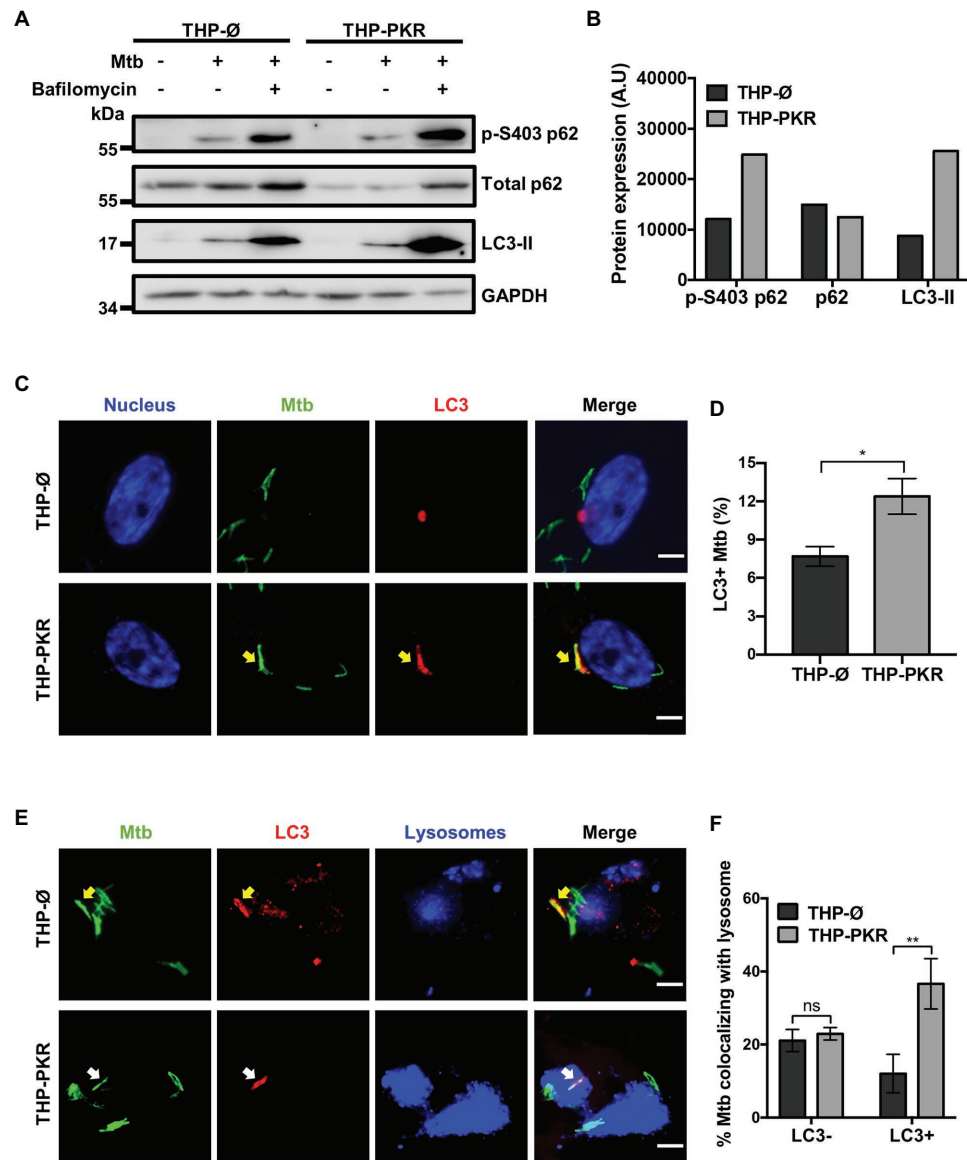 A
THP-Ø THP-PKR
Mtb - + + - + +
Bafilomycin - - + - - +
kDa
55 p-S403 p62
55 Total p62
17 LC3-II
34 GAPDH
B
Protein expression (A.U)
40000
30000
20000
10000
0
THP-Ø
THP-PKR
p-S403 p62 p62 LC3-II
C
Nucleus Mtb LC3 Merge
THP-Ø
THP-PKR
D
LC3+ Mtb (%)
15
12
9
6
3
0
*
THP-Ø THP-PKR
E
Mtb LC3 Lysosomes Merge
THP-Ø
THP-PKR
F
% Mtb colocalizing with lysosome
60
40
20
0
THP-Ø
THP-PKR
ns
**
LC3- LC3+